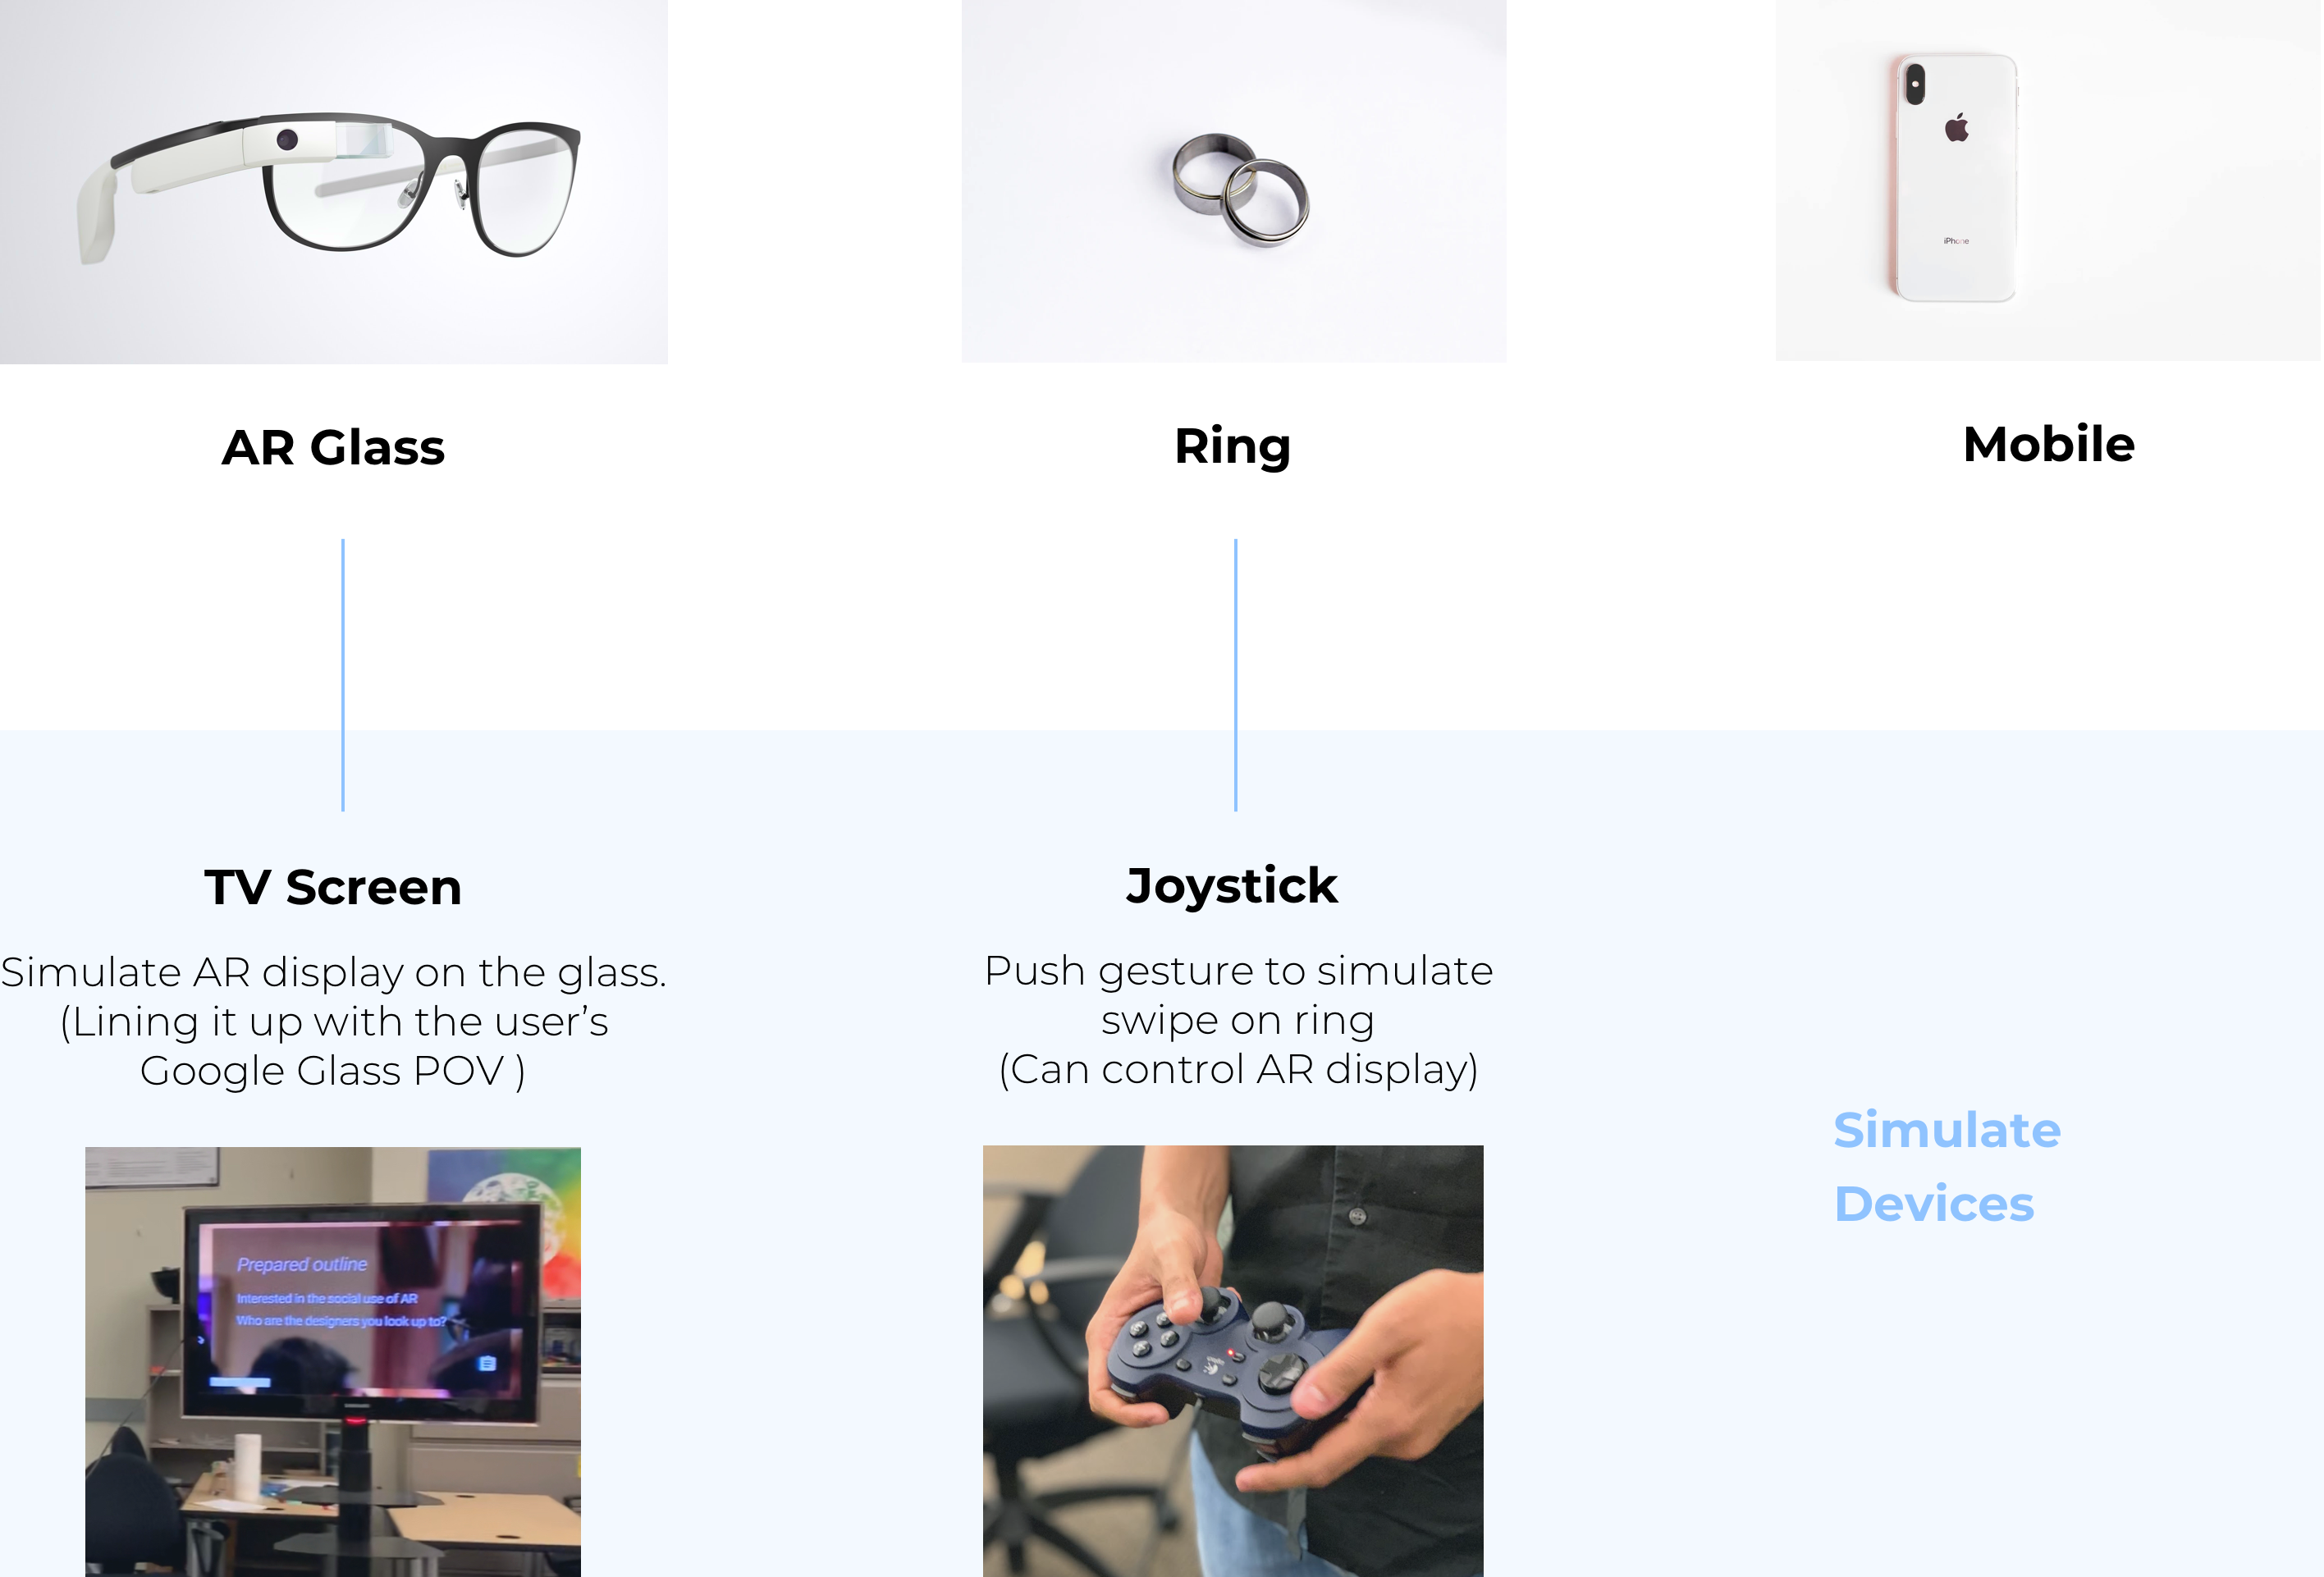 iPhone
AR Glass
Ring
Mobile
TV Screen
Simulate AR display on the glass.
(Lining it up with the user’s
Google Glass POV )
Joystick
Push gesture to simulate
swipe on ring
(Can control AR display)
Simulate
Devices
Prepared outline
Interested in the social use of AR
Who are the designers you look up to?